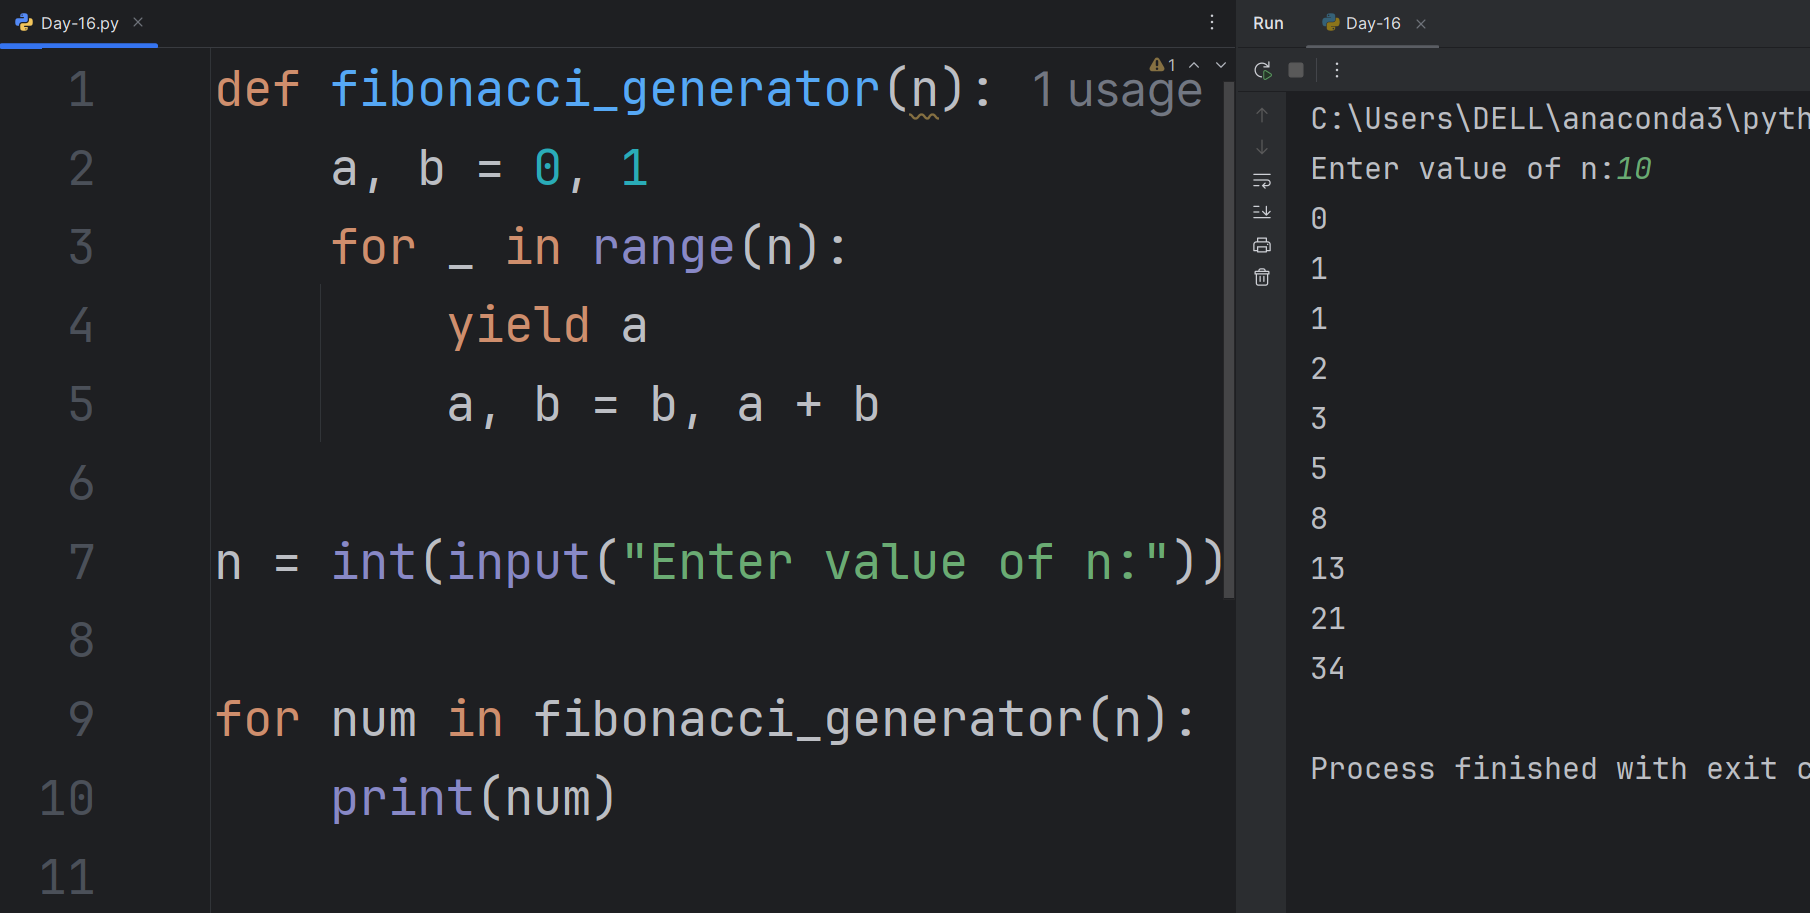 Day-16.py
1 def fibonacci_generator(n): 1 usage
2 a, b = 0, 1
3 for _ in range(n):
4 yield a
5 a, b = b, a + b
6
7 n = int(input("Enter value of n:"))
8
9 for num in fibonacci_generator(n):
10 print(num)
11
1
Run Day-16
C:\Users\DELL\anaconda3\pyth
Enter value of n:10
0
1
1
2
3
5
8
13
21
34
Process finished with exit c